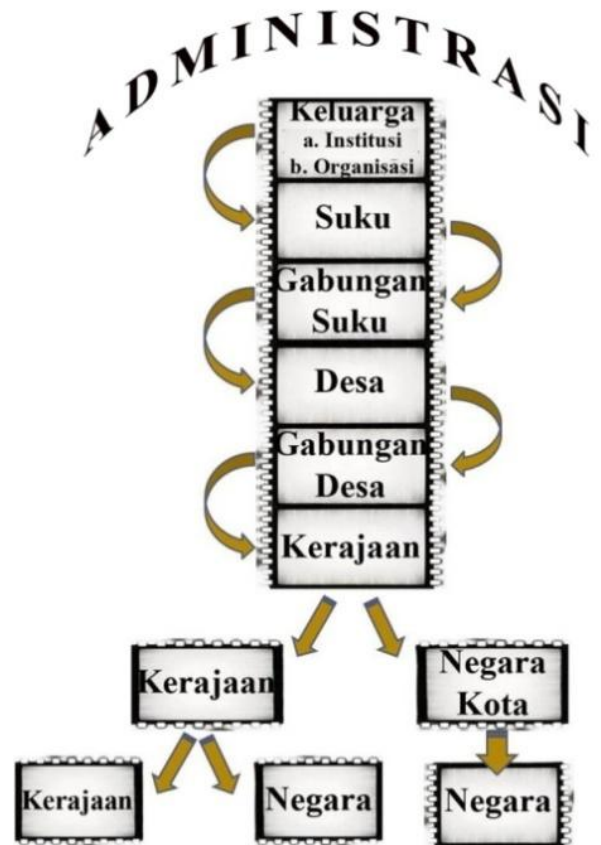 ADMINISTRASI
Keluarga
a. Institusi
b. Organisasi
Suku
Gabungan
Suku
Desa
Gabungan
Desa
Kerajaan
Kerajaan
Negara
Kota
Kerajaan
Negara
Negara